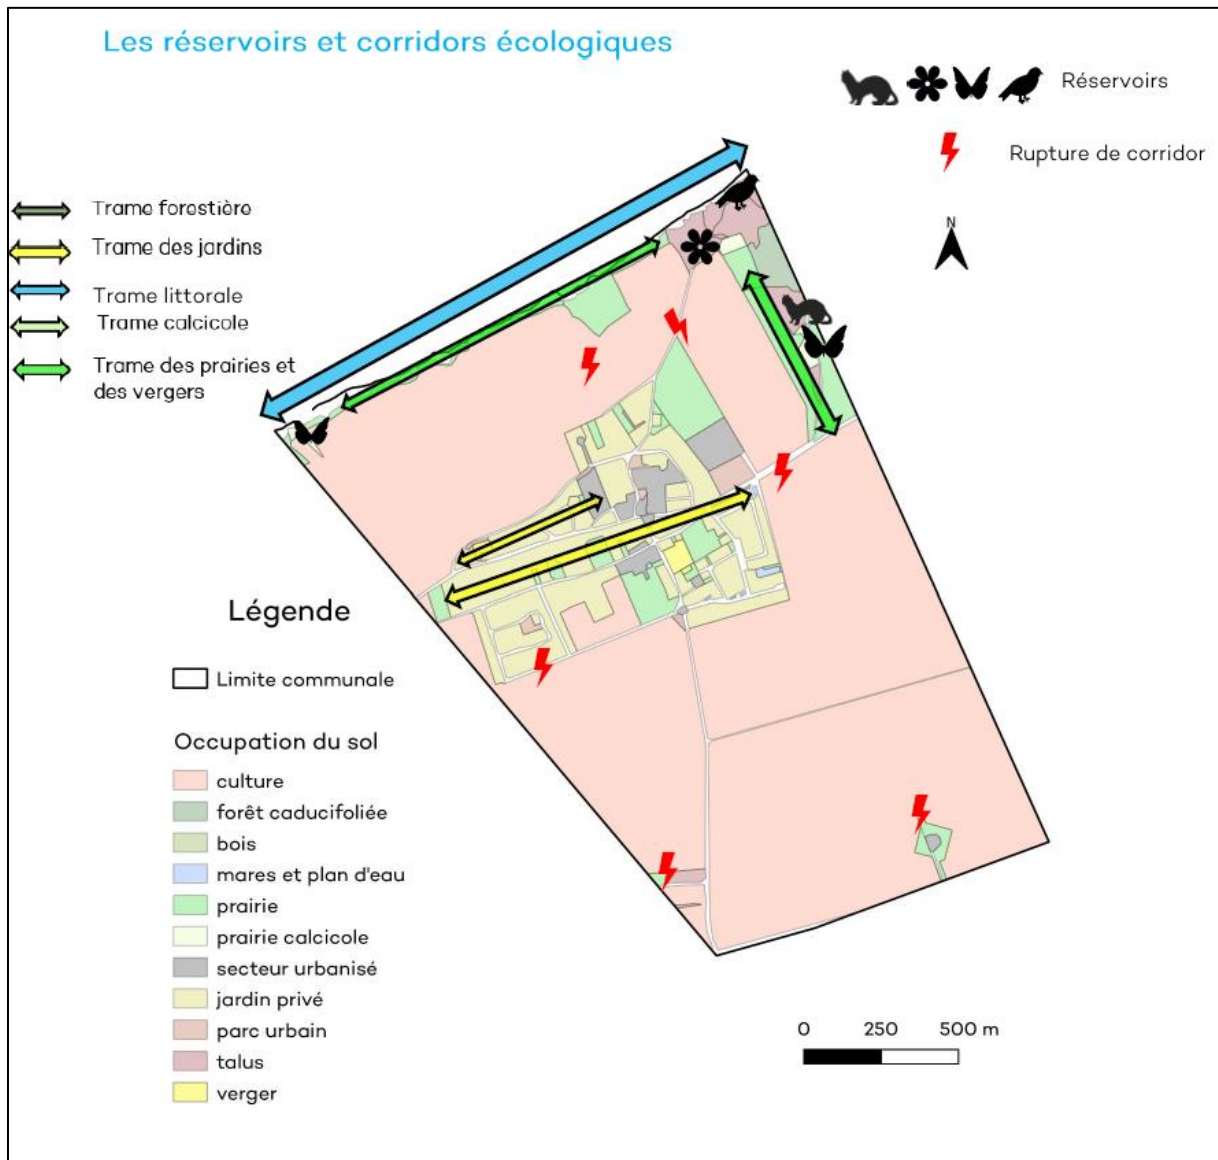 Les réservoirs et corridors écologiques
Réservoirs
Rupture de corridor
N
Trame forestière
Trame des jardins
Trame littorale
Trame calcicole
Trame des prairies et
des vergers
Légende
Limite communale
Occupation du sol
culture
forêt caducifoliée
bois
mares et plan d'eau
prairie
prairie calcicole
secteur urbanisé
jardin privé
parc urbain
talus
verger
0 250 500 m